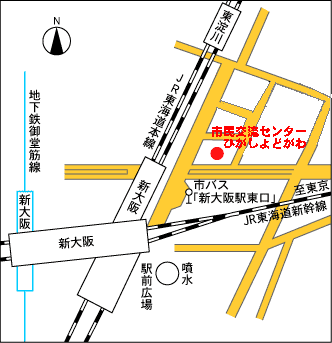 N
東淀川
JR東海道本線
地下鉄御堂筋線
市民交流センター
ひがしよどがわ
新大阪
新大阪
新大阪
市バス
「新大阪駅東口」
至東京
JR東海道新幹線
駅前広場
噴水